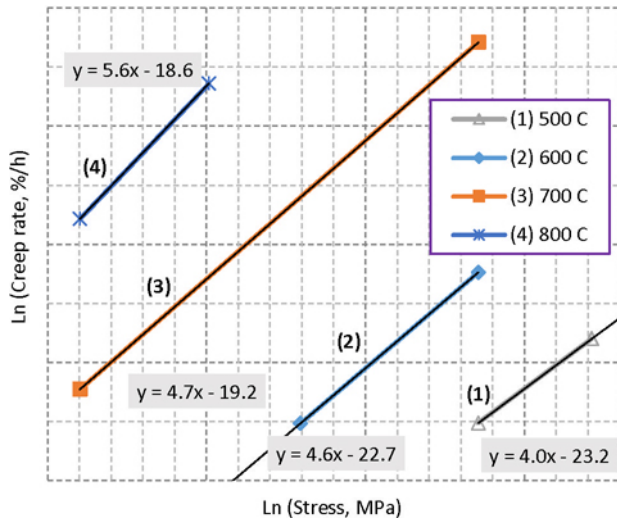 y = 5.6x - 18.6
(1) 500 C
(2) 600 C
(3) 700 C
(4) 800 C
(4)
(3)
(2)
(1)
y = 4.7x - 19.2
y = 4.6x - 22.7
y = 4.0x - 23.2
Ln (Creep rate, %/h)
Ln (Stress, MPa)